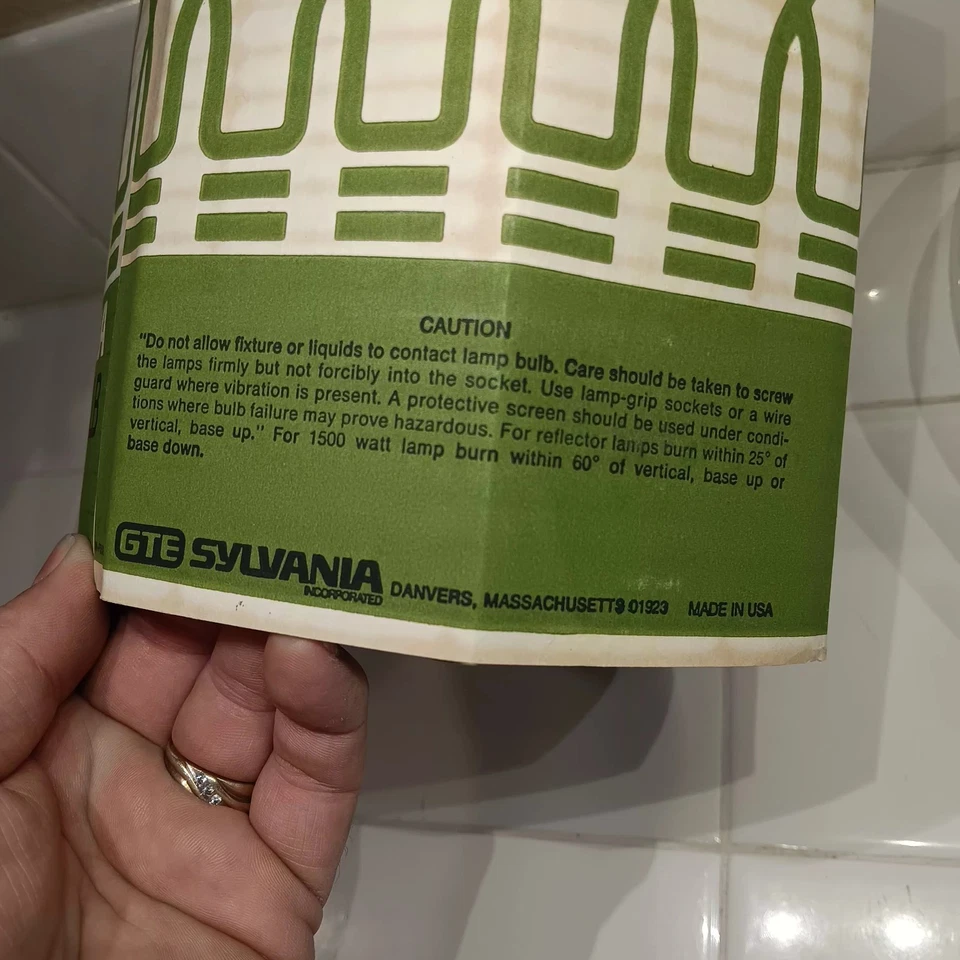 CAUTION
"Do not allow fixture or liquids to contact lamp bulb. Care should be taken to screw
the lamps firmly but not forcibly into the socket. Use lamp-grip sockets or a wire
guard where vibration is present. A protective screen should be used under condi-
tions where bulb failure may prove hazardous. For reflector lamps burn within 25° of
vertical, base up." For 1500 watt lamp burn within 60° of vertical, base up or
base down.
GTE SYLVANIA
INCORPORATED DANVERS, MASSACHUSETTS 01923 MADE IN USA